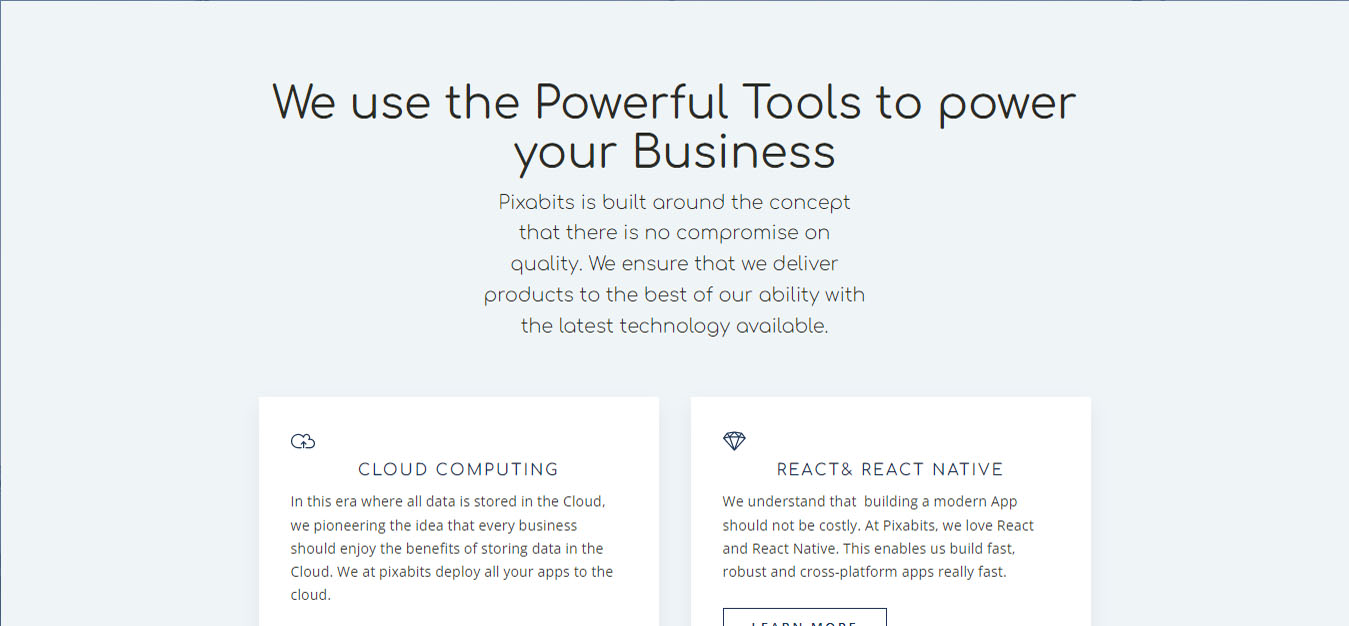 We use the Powerful Tools to power
your Business
Pixabits is built around the concept
that there is no compromise on
quality. We ensure that we deliver
products to the best of our ability with
the latest technology available.
CLOUD COMPUTING
In this era where all data is stored in the Cloud,
we pioneering the idea that every business
should enjoy the benefits of storing data in the
Cloud. We at pixabits deploy all your apps to the
cloud.
REACT& REACT NATIVE
We understand that  building a modern App
should not be costly. At Pixabits, we love React
and React Native. This enables us build fast,
robust and cross-platform apps really fast.
LEARN MORE